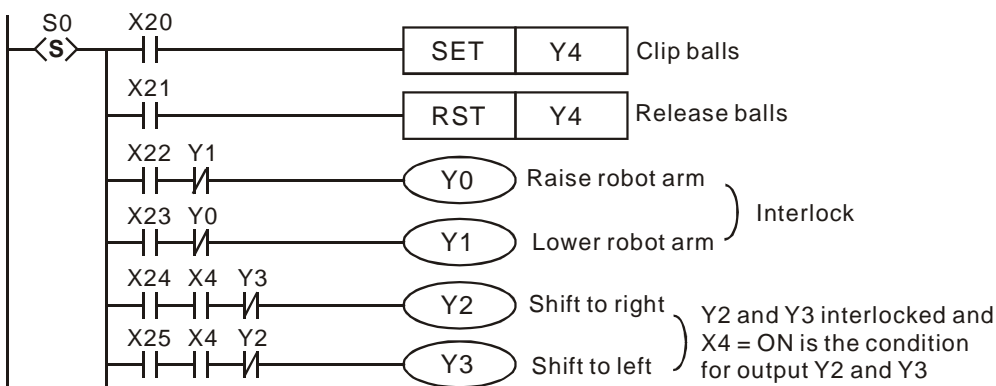 S0 X20
S SET Y4 Clip balls
X21
RST Y4 Release balls
X22 Y1
Y0 Raise robot arm
Interlock
X23 Y0
Y1 Lower robot arm
X24 X4 Y3
Y2 Shift to right
Y2 and Y3 interlocked and
X4 = ON is the condition
for output Y2 and Y3
X25 X4 Y2
Y3 Shift to left